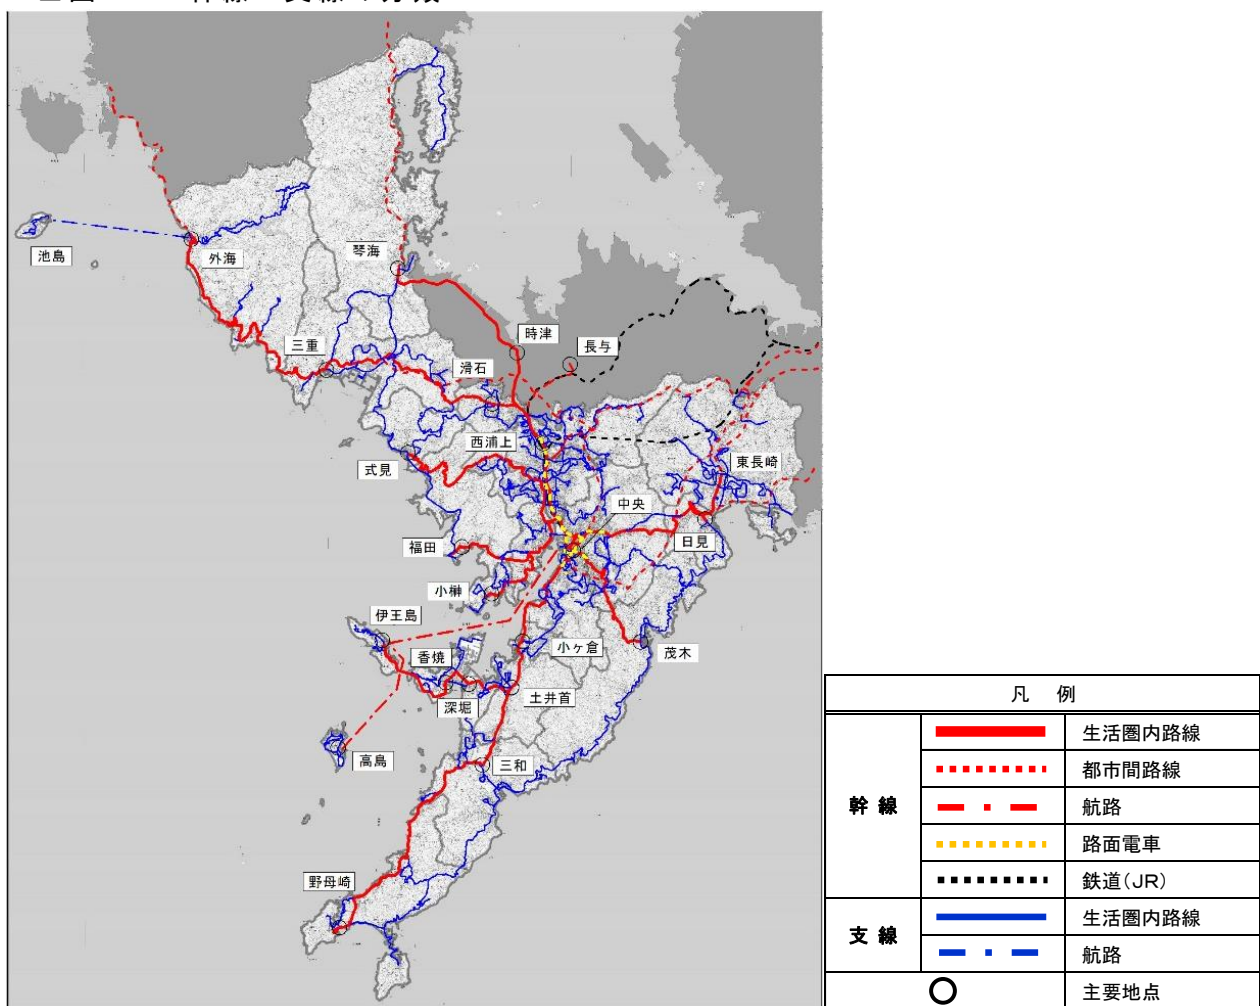 池島
外海
琴海
三重
時津
長与
滑石
西浦上
式見
東長崎
中央
福田
日見
小榊
伊王島
香焼
小ヶ倉
茂木
深堀
土井首
高島
三和
野母崎
凡 例
幹 線
生活圏内路線
都市間路線
航路
路面電車
鉄道(JR)
支 線
生活圏内路線
航路
主要地点